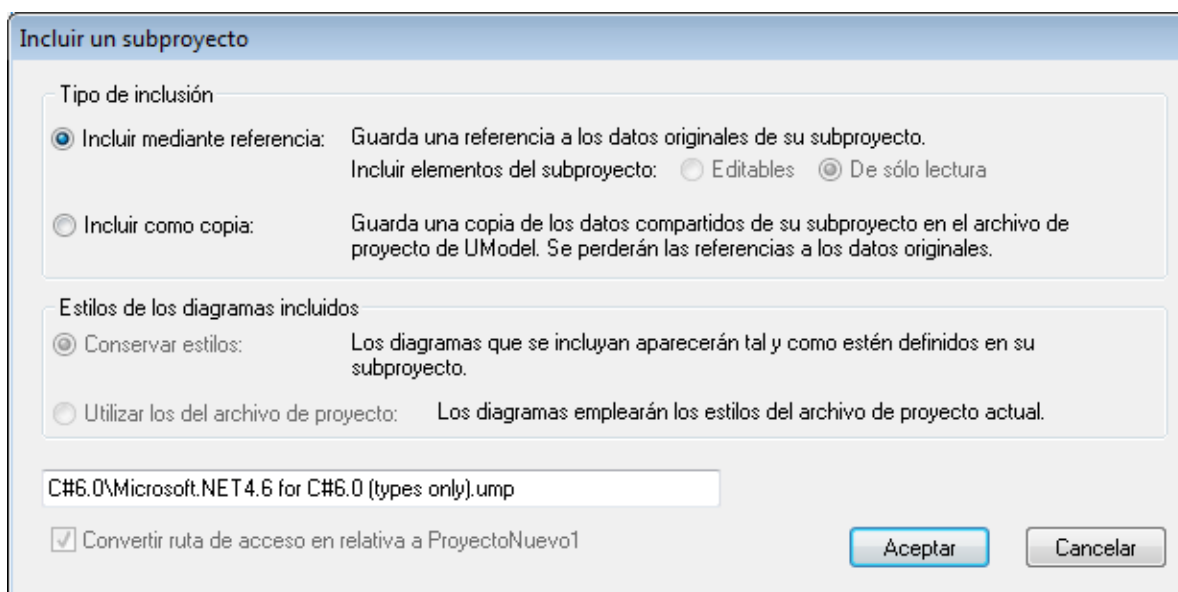 Incluir un subproyecto
Tipo de inclusión
Incluir mediante referencia: Guarda una referencia a los datos originales de su subproyecto.
Incluir elementos del subproyecto: Editables De sólo lectura
Incluir como copia: Guarda una copia de los datos compartidos de su subproyecto en el archivo de
proyecto de UModel. Se perderán las referencias a los datos originales.
Estilos de los diagramas incluidos
Conservar estilos: Los diagramas que se incluyan aparecerán tal y como estén definidos en su
subproyecto.
Utilizar los del archivo de proyecto: Los diagramas emplearán los estilos del archivo de proyecto actual.
C#6.0\Microsoft.NET4.6 for C#6.0 (types only).ump
Convertir ruta de acceso en relativa a ProyectoNuevo1
Aceptar Cancelar